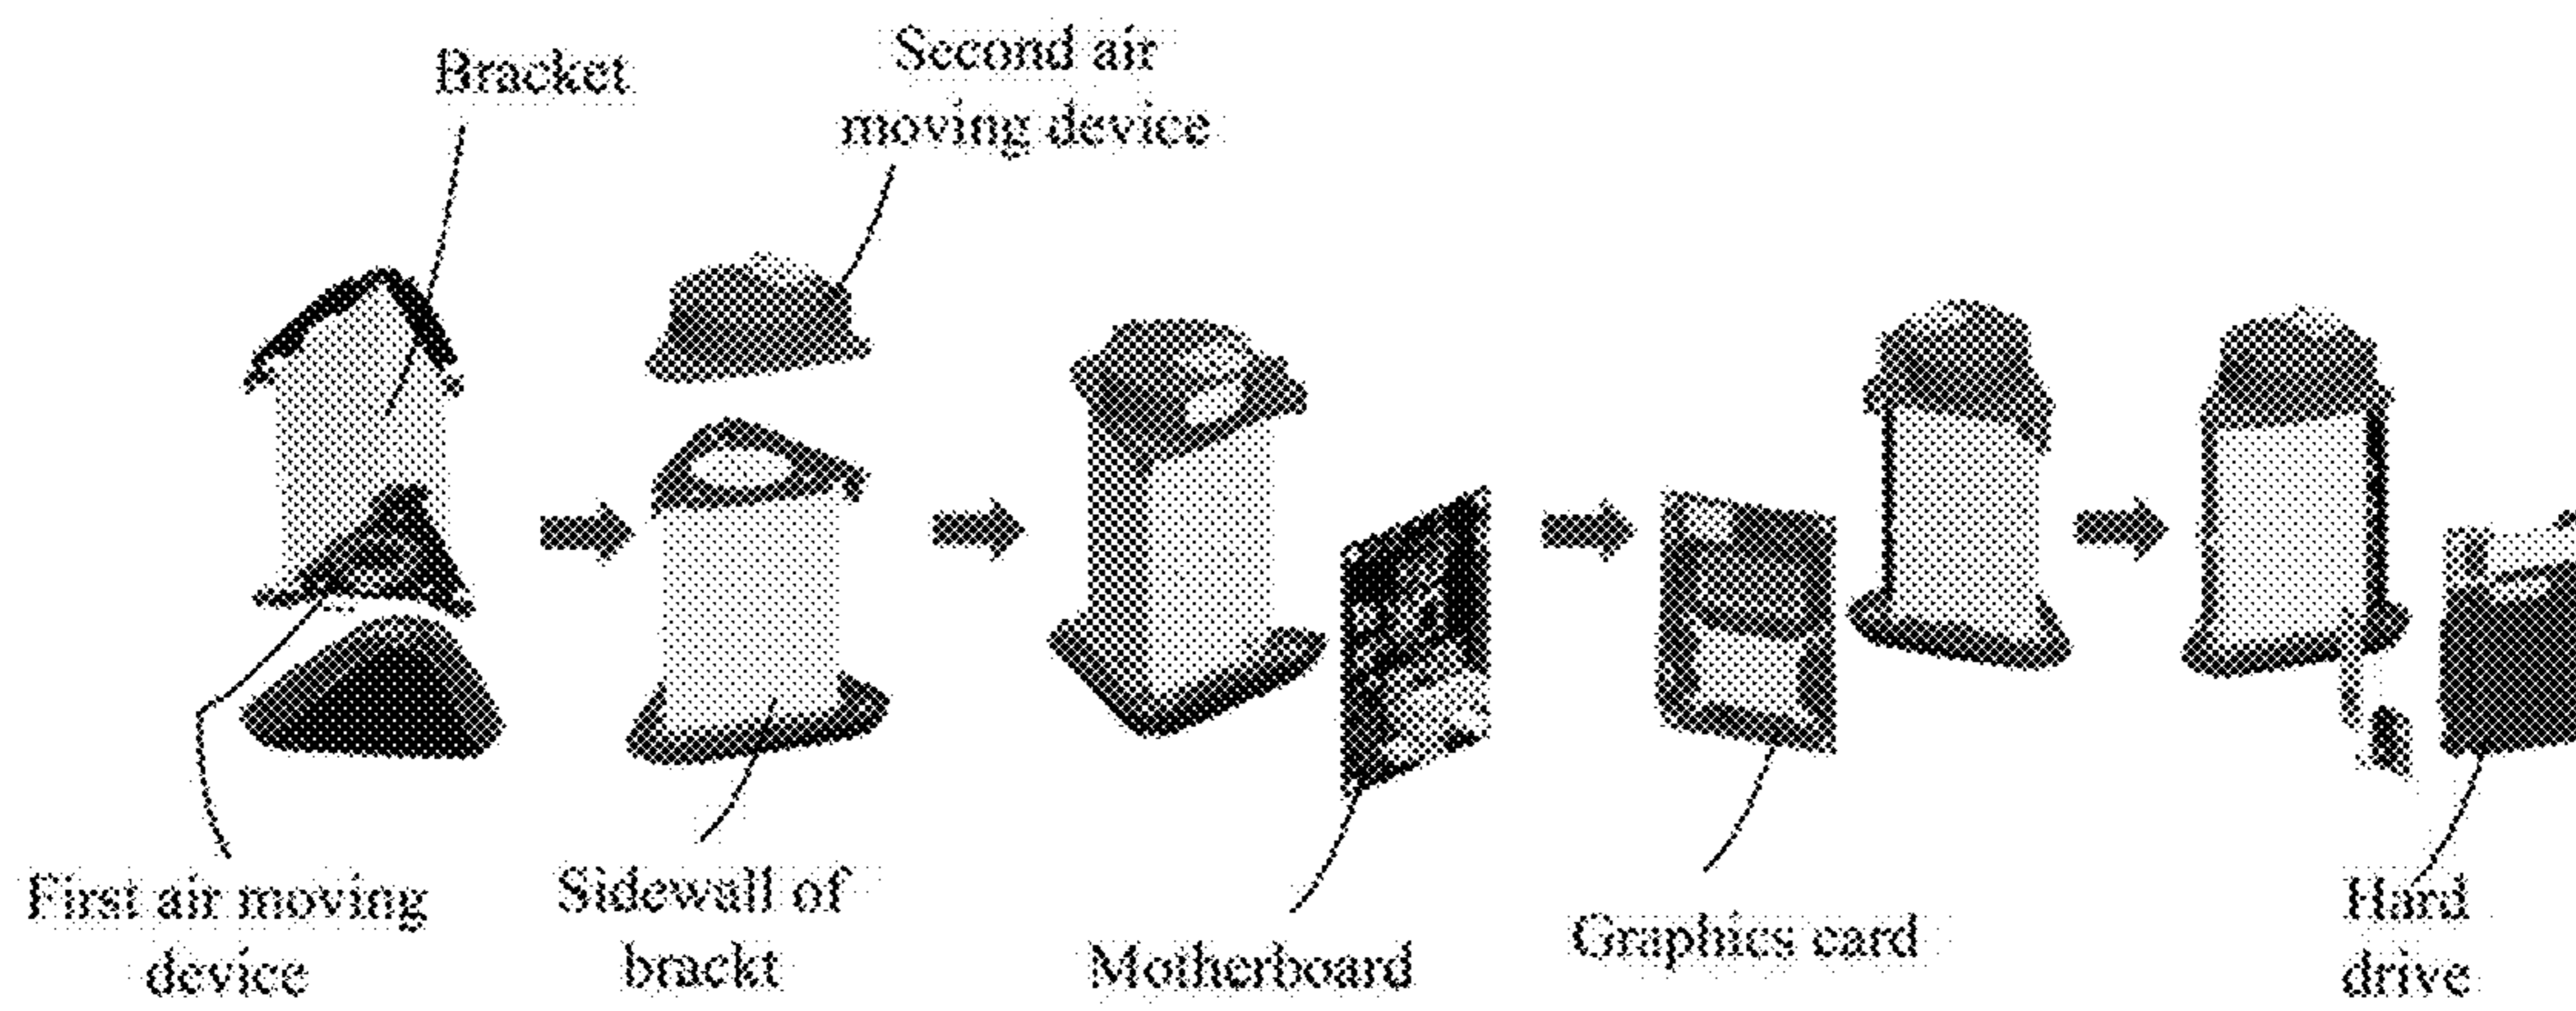 Bracket
Second air
moving device
First air moving
device
Sidewall of
brackt
Motherboard
Graphics card
Hard
drive